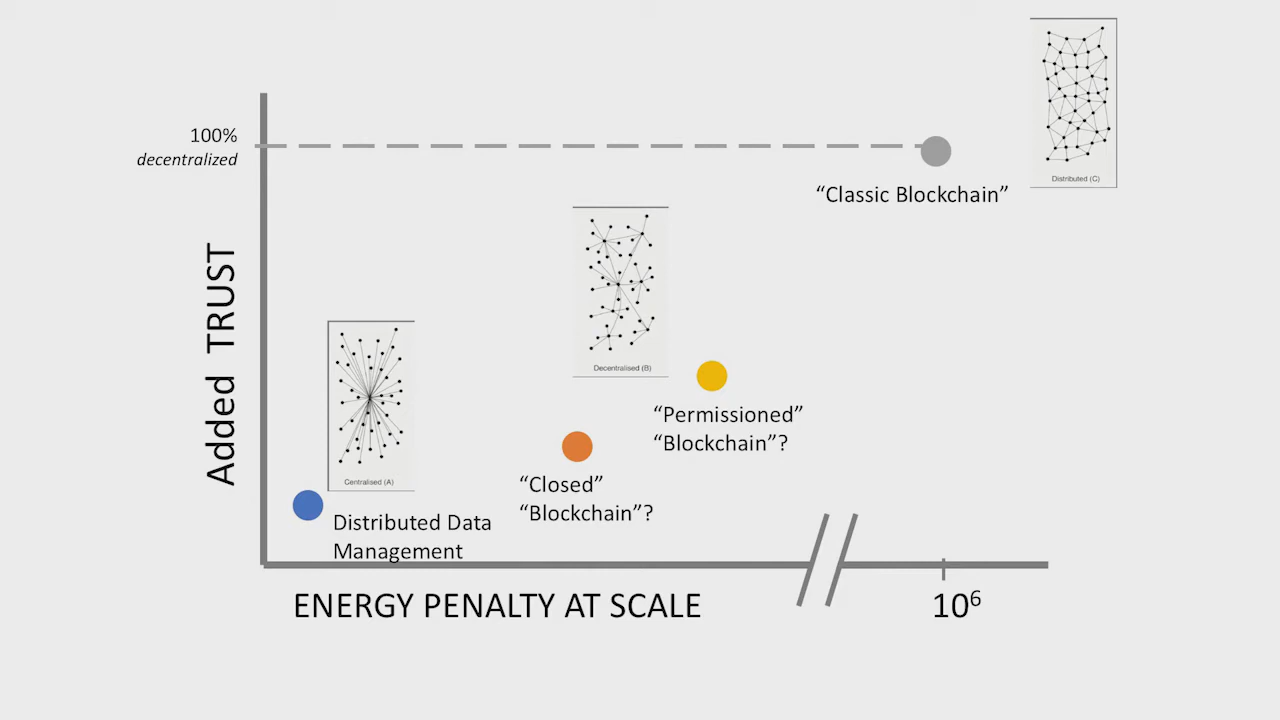 100%
decentralized
“Classic Blockchain”
Distributed (C)
Added TRUST
Decentralised (B)
“Permissioned”
“Blockchain”?
Centralised (A)
“Closed”
“Blockchain”?
Distributed Data
Management
ENERGY PENALTY AT SCALE
10⁶